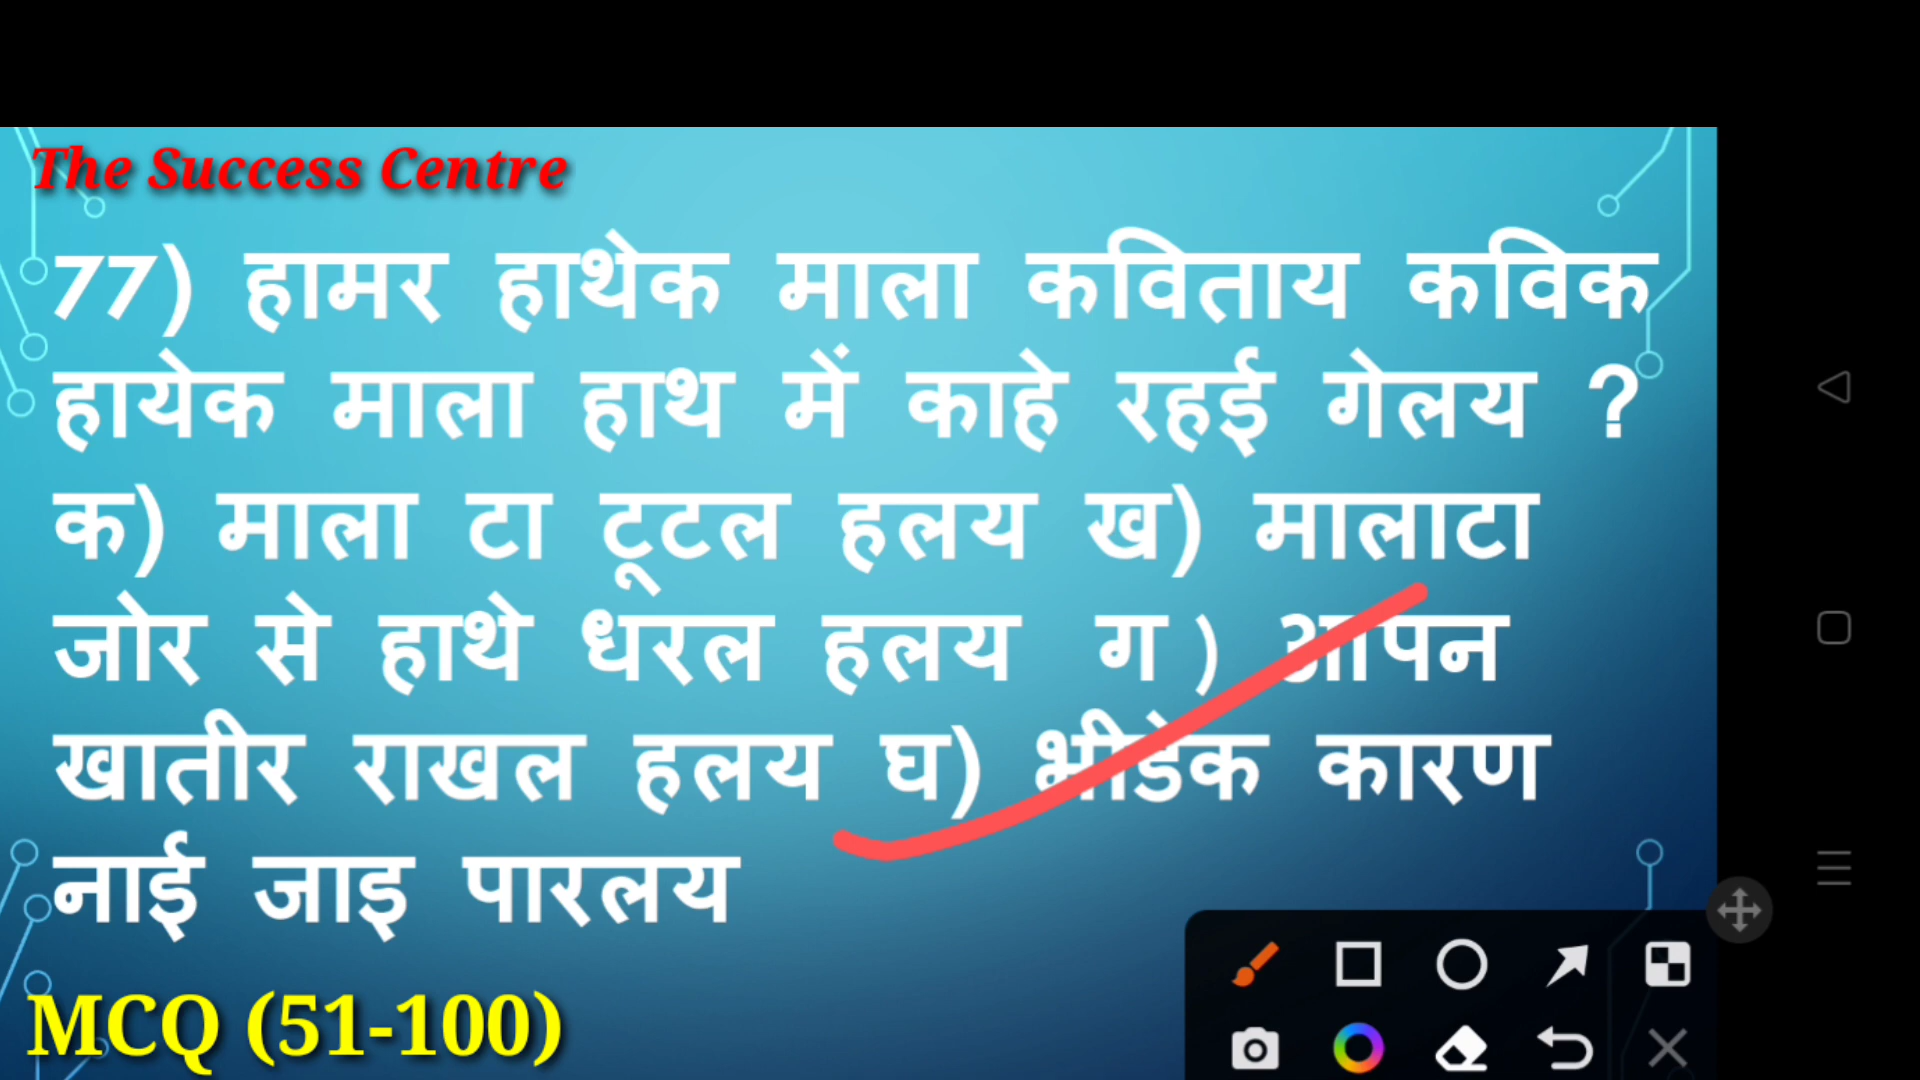 The Success Centre
77) हामर हाथेक माला कविताय कविक
हायेक माला हाथ में काहे रहई गेलय ?
क) माला टा टूटल हलय ख) मालाटा
जोर से हाथे धरल हलय ग) आपन
खातीर राखल हलय घ) भीडेक कारण
नाई जाइ पारलय
MCQ (51-100)